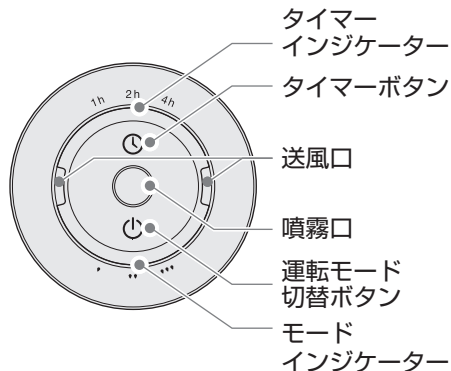 タイマー
インジケーター
1h 2h 4h
タイマーボタン
送風口
噴霧口
運転モード
切替ボタン
モード
インジケーター